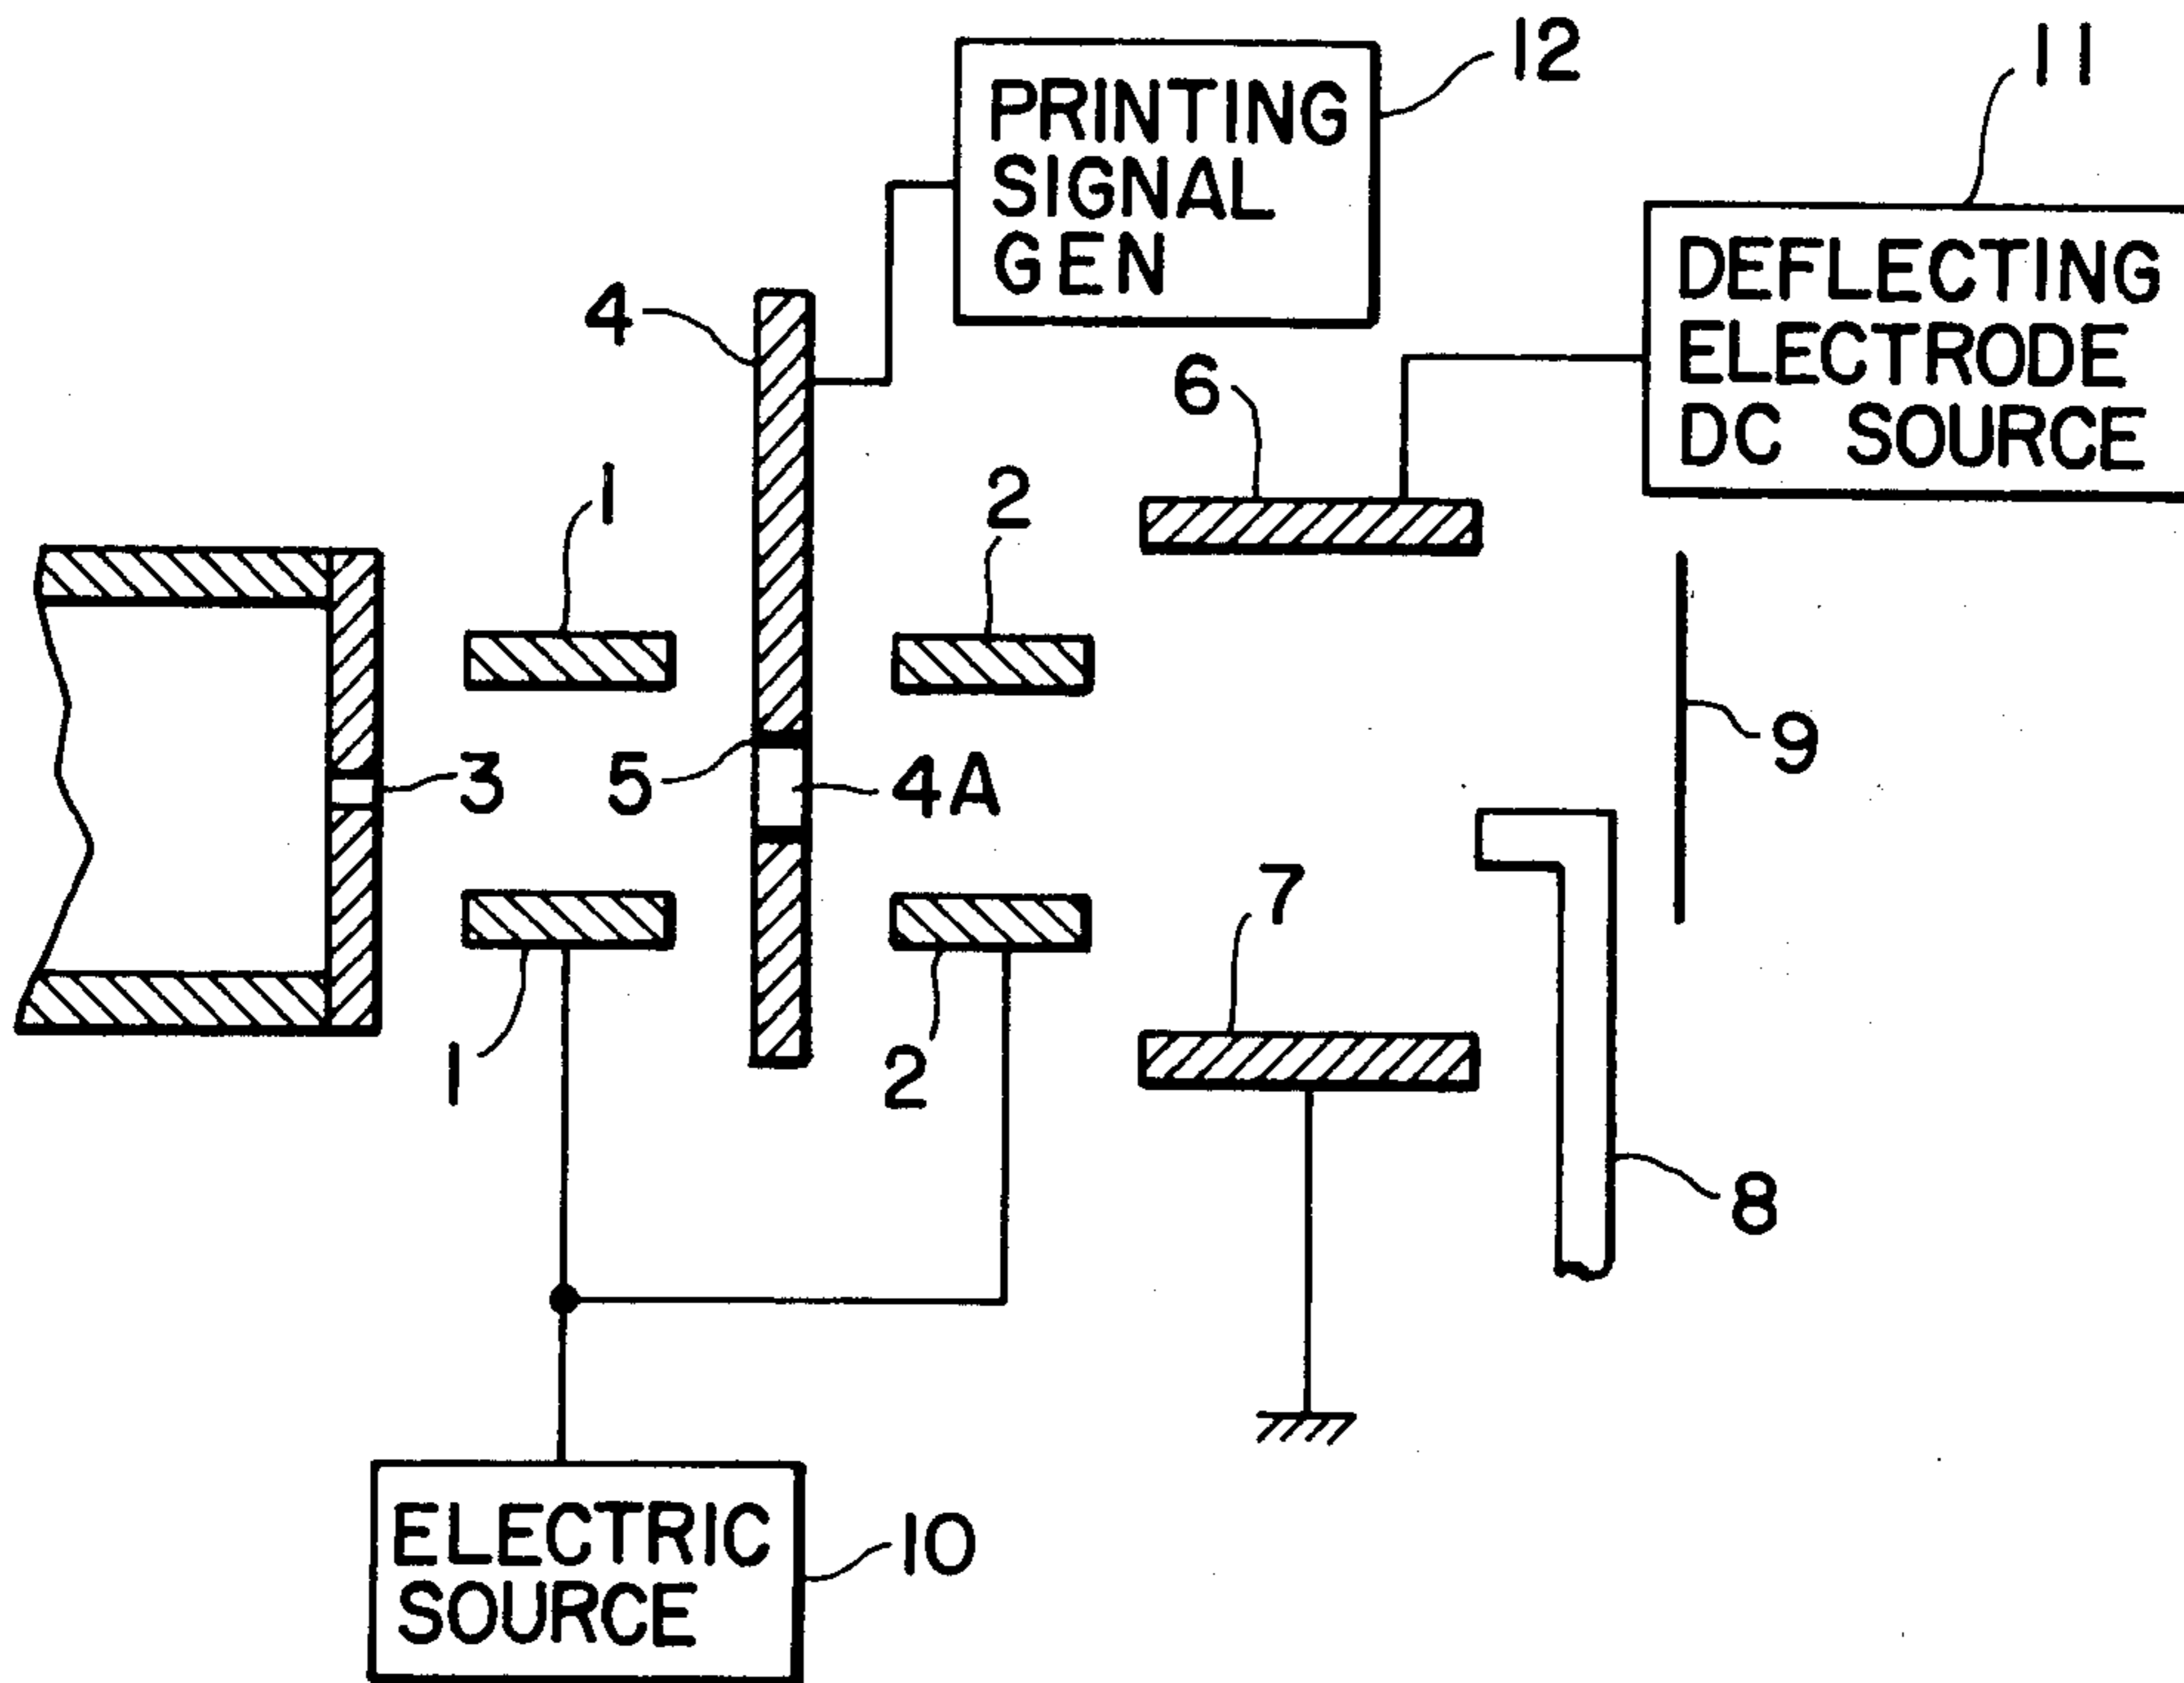 12
11
PRINTING
SIGNAL
GEN
DEFLECTING
ELECTRODE
DC SOURCE
4
6
1
2
3
5
4A
9
7
1
2
8
ELECTRIC
SOURCE
10